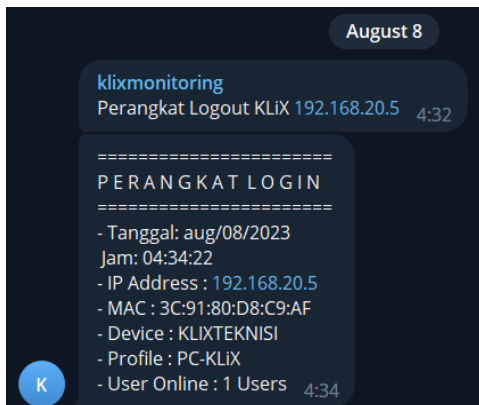 August 8
klixmonitoring
Perangkat Logout KLiX 192.168.20.5 4:32
=======================
P E R A N G K A T L O G I N
=======================
- Tanggal: aug/08/2023
Jam: 04:34:22
- IP Address : 192.168.20.5
- MAC : 3C:91:80:D8:C9:AF
- Device : KLIXTEKNISI
- Profile : PC-KLiX
- User Online : 1 Users 4:34
K